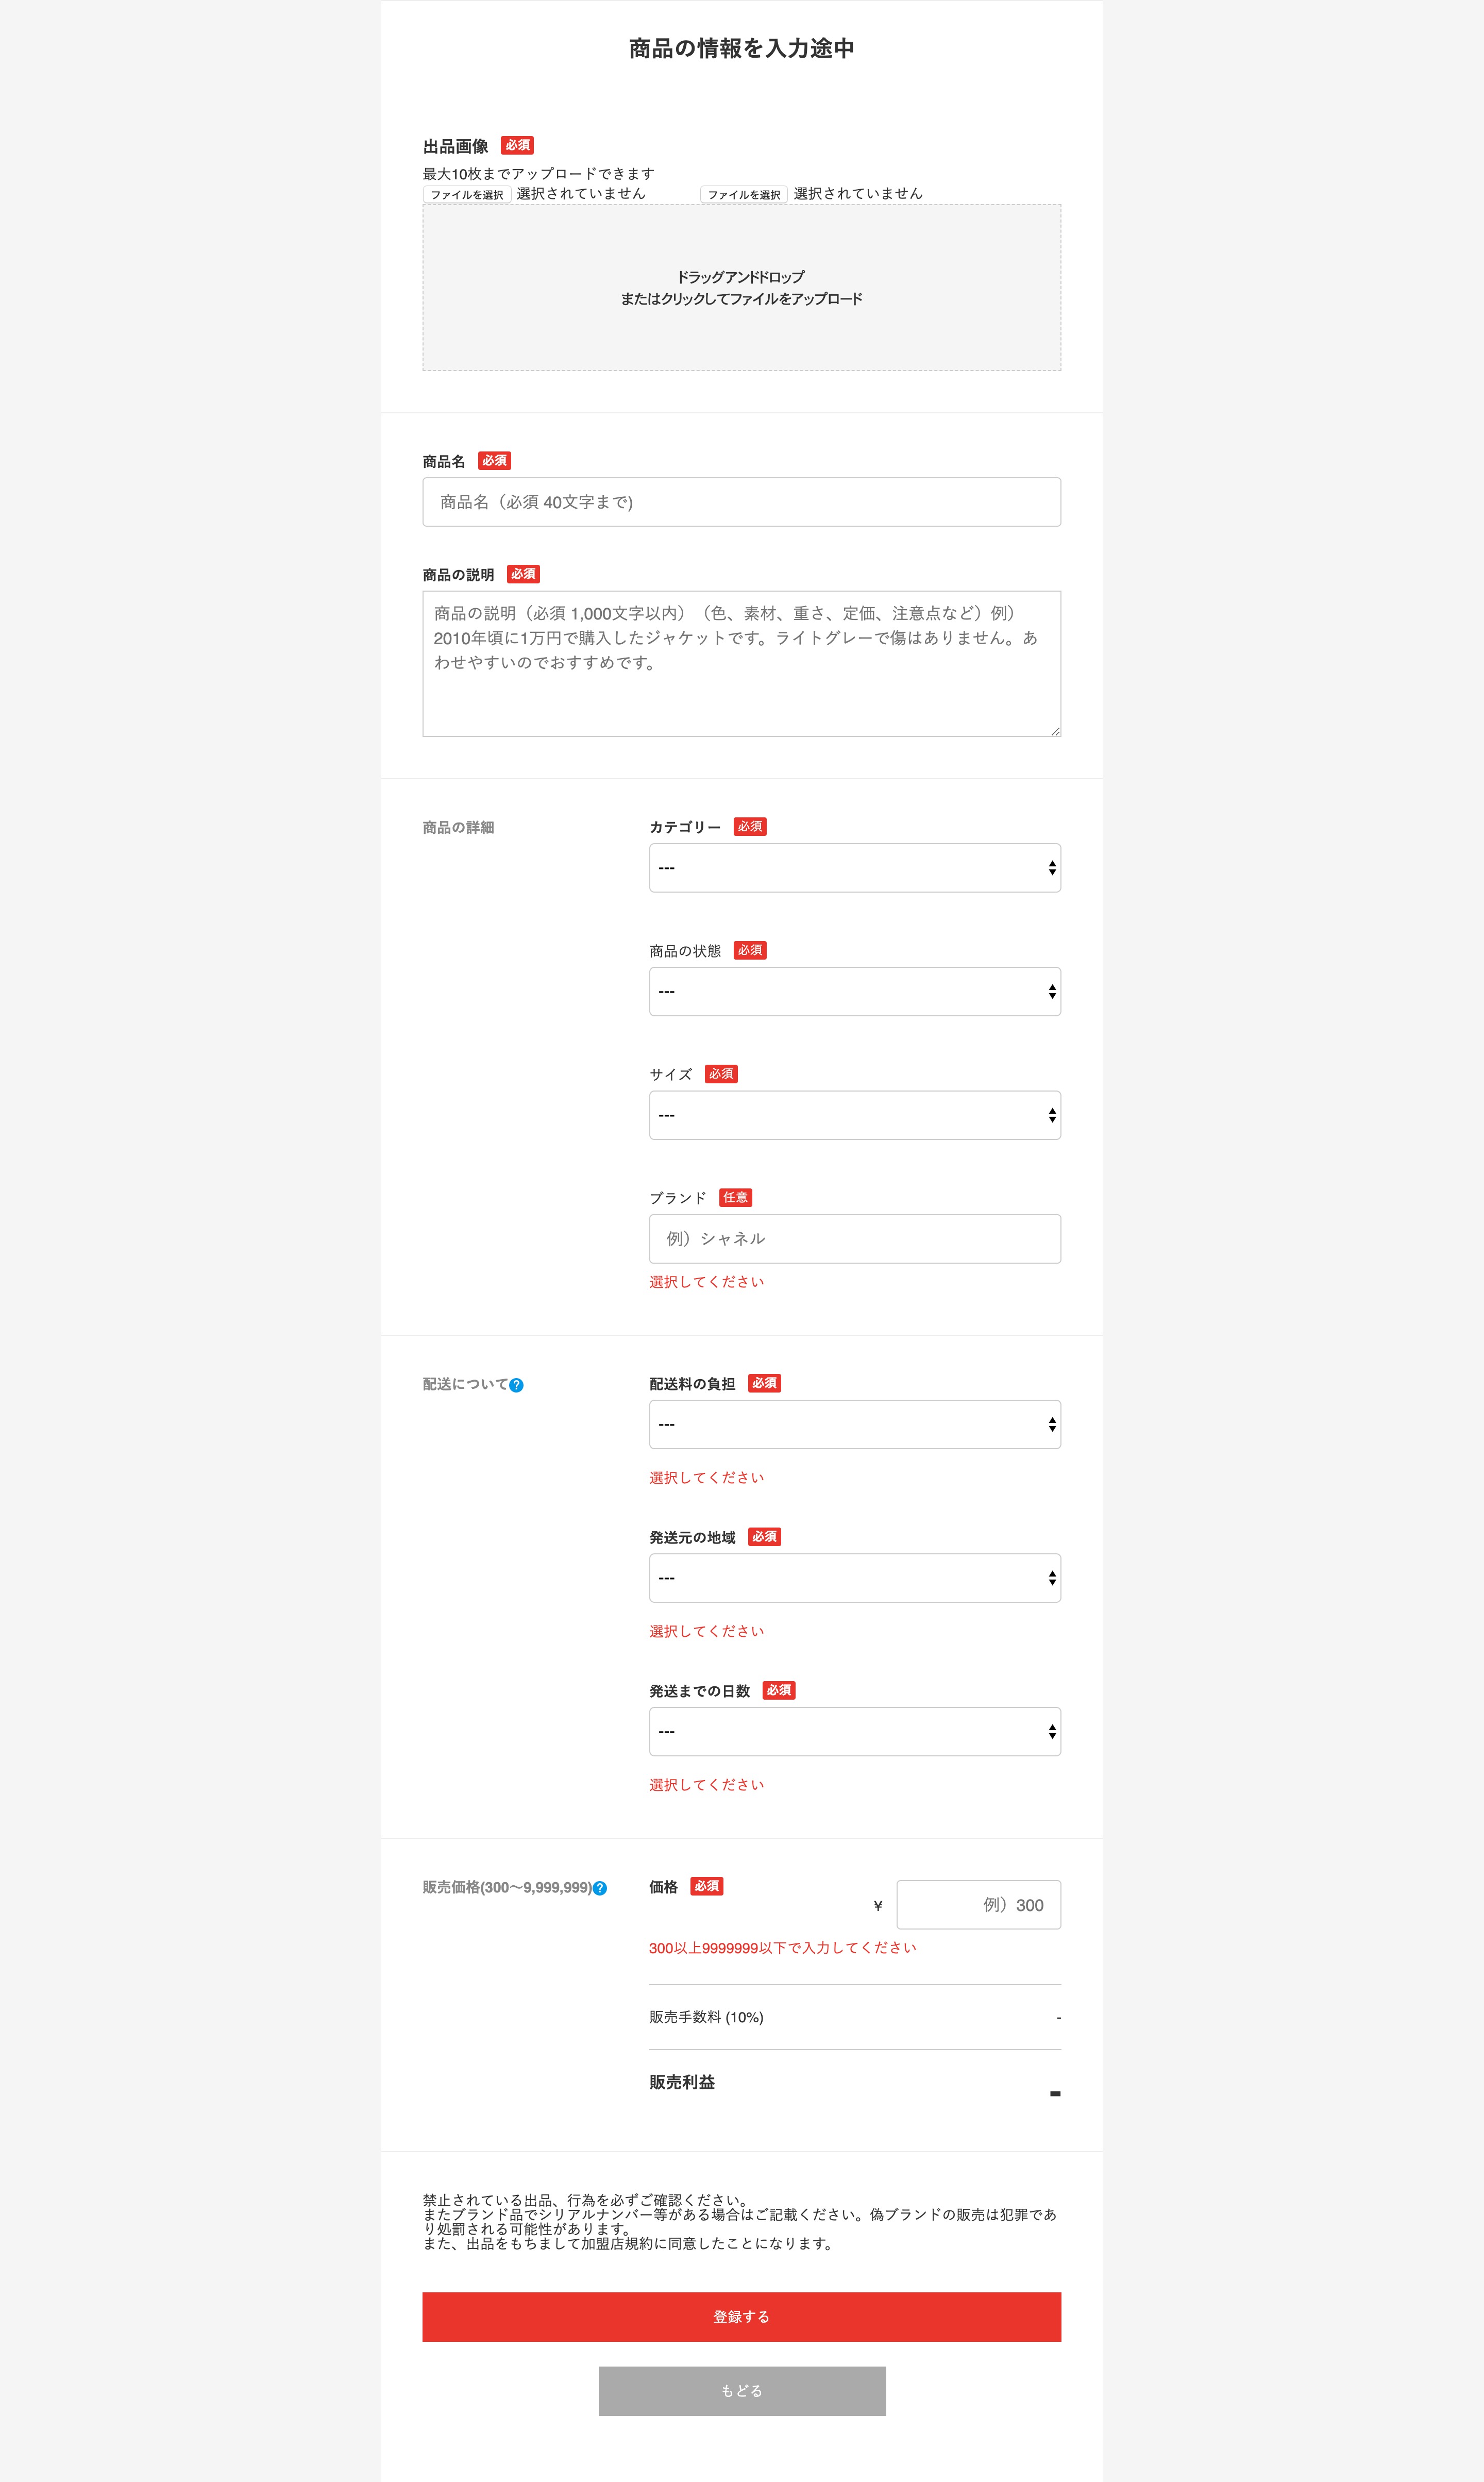 商品の情報を入力途中
出品画像 必須
最大10枚までアップロードできます
ファイルを選択 選択されていません ファイルを選択 選択されていません
ドラッグアンドドロップ
またはクリックしてファイルをアップロード
商品名 必須
商品名（必須 40文字まで)
商品の説明 必須
商品の説明（必須 1,000文字以内）（色、素材、重さ、定価、注意点など）例）
2010年頃に1万円で購入したジャケットです。ライトグレーで傷はありません。あ
わせやすいのでおすすめです。
商品の詳細
カテゴリー 必須
---
商品の状態 必須
---
サイズ 必須
---
ブランド 任意
例）シャネル
選択してください
配送について?
配送料の負担 必須
---
選択してください
発送元の地域 必須
---
選択してください
発送までの日数 必須
---
選択してください
販売価格(300〜9,999,999)?
価格 必須
¥ 例）300
300以上9999999以下で入力してください
販売手数料 (10%) -
販売利益 -
禁止されている出品、行為を必ずご確認ください。
またブランド品でシリアルナンバー等がある場合はご記載ください。偽ブランドの販売は犯罪であ
り処罰される可能性があります。
また、出品をもちまして加盟店規約に同意したことになります。
登録する
もどる